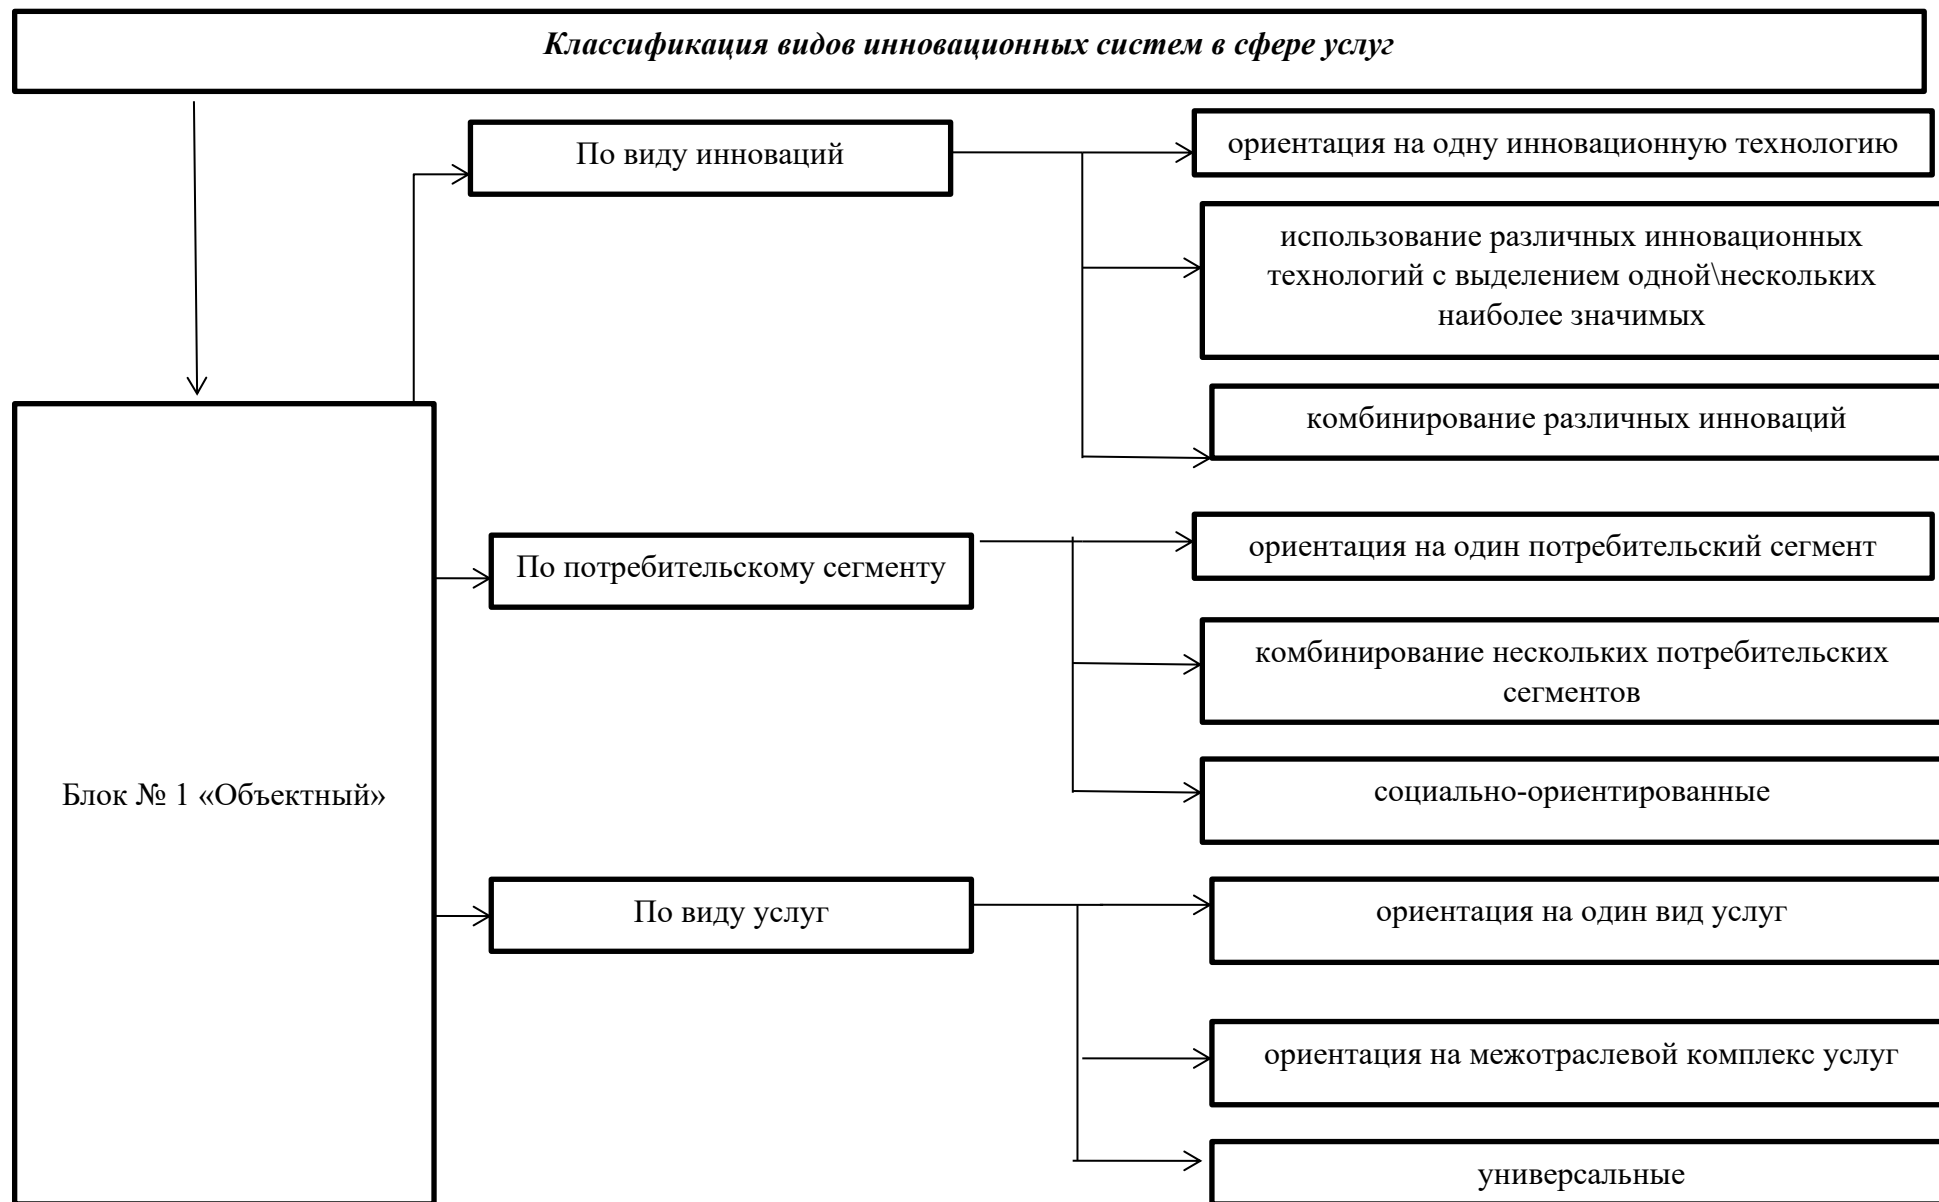 Классификация видов инновационных систем в сфере услуг
По виду инноваций
ориентация на одну инновационную технологию
использование различных инновационных
технологий с выделением одной\нескольких
наиболее значимых
комбинирование различных инноваций
По потребительскому сегменту
ориентация на один потребительский сегмент
комбинирование нескольких потребительских
сегментов
Блок № 1 «Объектный»
социально-ориентированные
По виду услуг
ориентация на один вид услуг
ориентация на межотраслевой комплекс услуг
универсальные